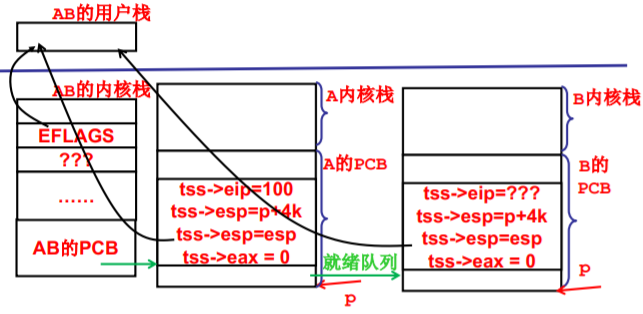 AB的用户栈
AB的内核栈
EFLAGS
???
……
AB的PCB
A内核栈
A的PCB
tss->eip=100
tss->esp=p+4k
tss->esp=esp
tss->eax = 0
p
就绪队列
B内核栈
B的
PCB
tss->eip=???
tss->esp=p+4k
tss->esp=esp
tss->eax = 0
p